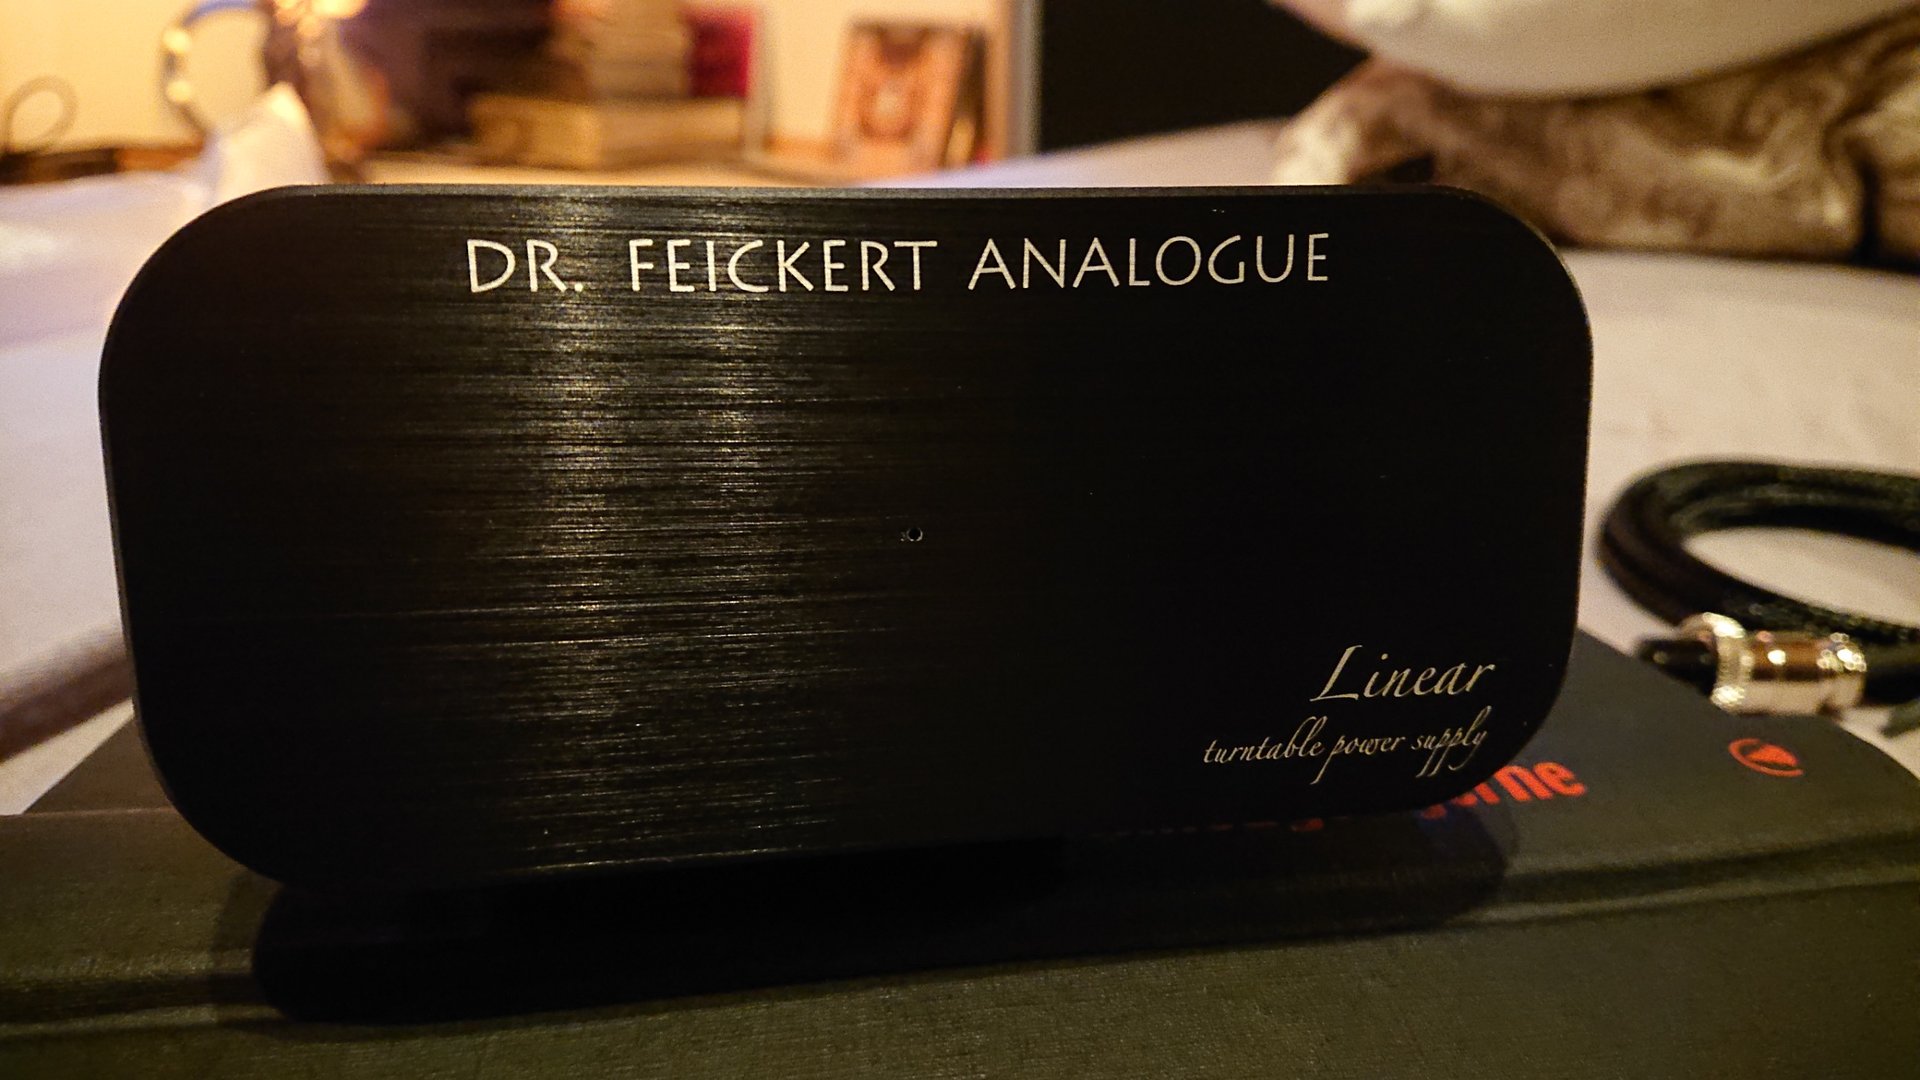 DR. FEICKERT ANALOGUE
Linear
turntable power supply